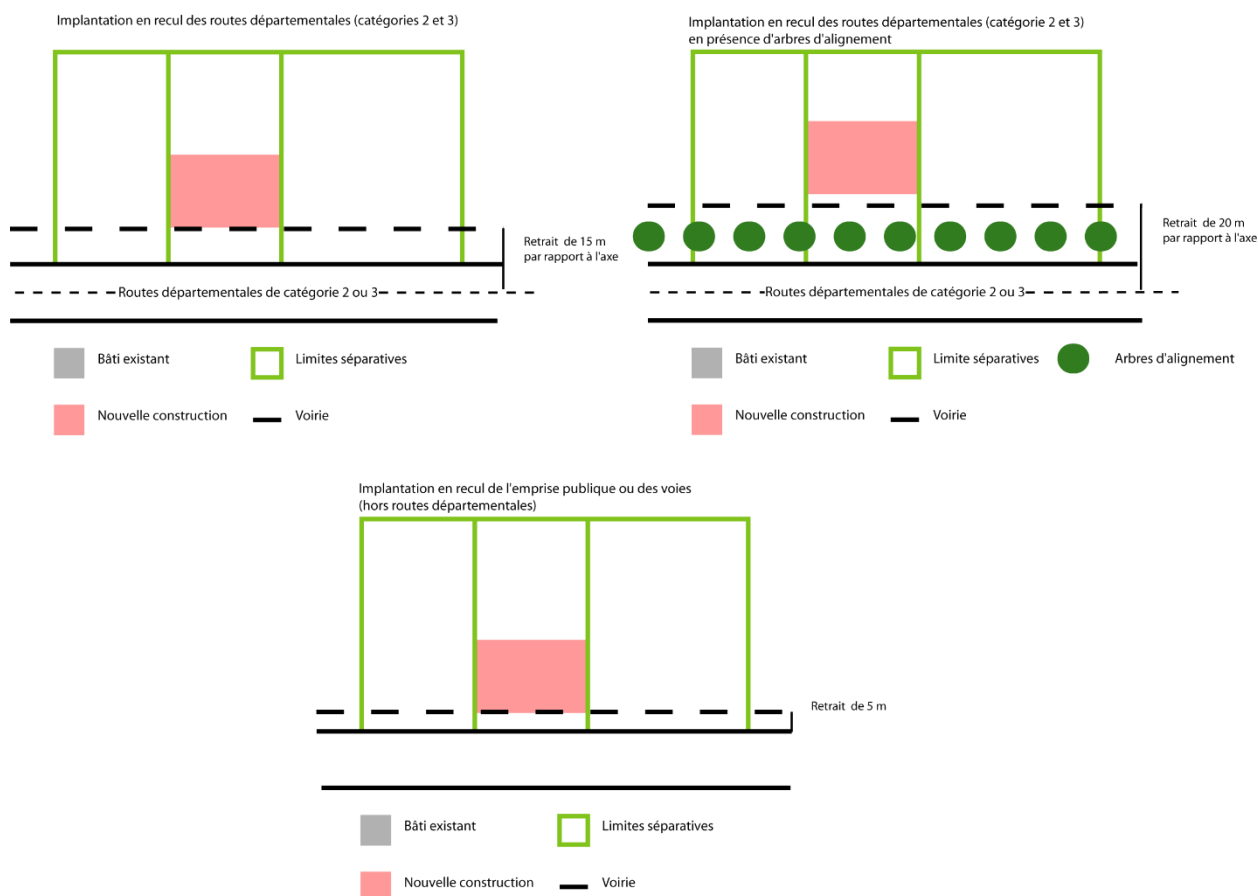 Implantation en recul des routes départementales (catégories 2 et 3)
Retrait de 15 m
par rapport à l'axe
Routes départementales de catégorie 2 ou 3
Bâti existant
Limites séparatives
Nouvelle construction
Voirie
Implantation en recul des routes départementales (catégorie 2 et 3)
en présence d'arbres d'alignement
Retrait de 20 m
par rapport à l'axe
Routes départementales de catégorie 2 ou 3
Bâti existant
Limite séparatives
Arbres d'alignement
Nouvelle construction
Voirie
Implantation en recul de l'emprise publique ou des voies
(hors routes départementales)
Retrait de 5 m
Bâti existant
Limites séparatives
Nouvelle construction
Voirie